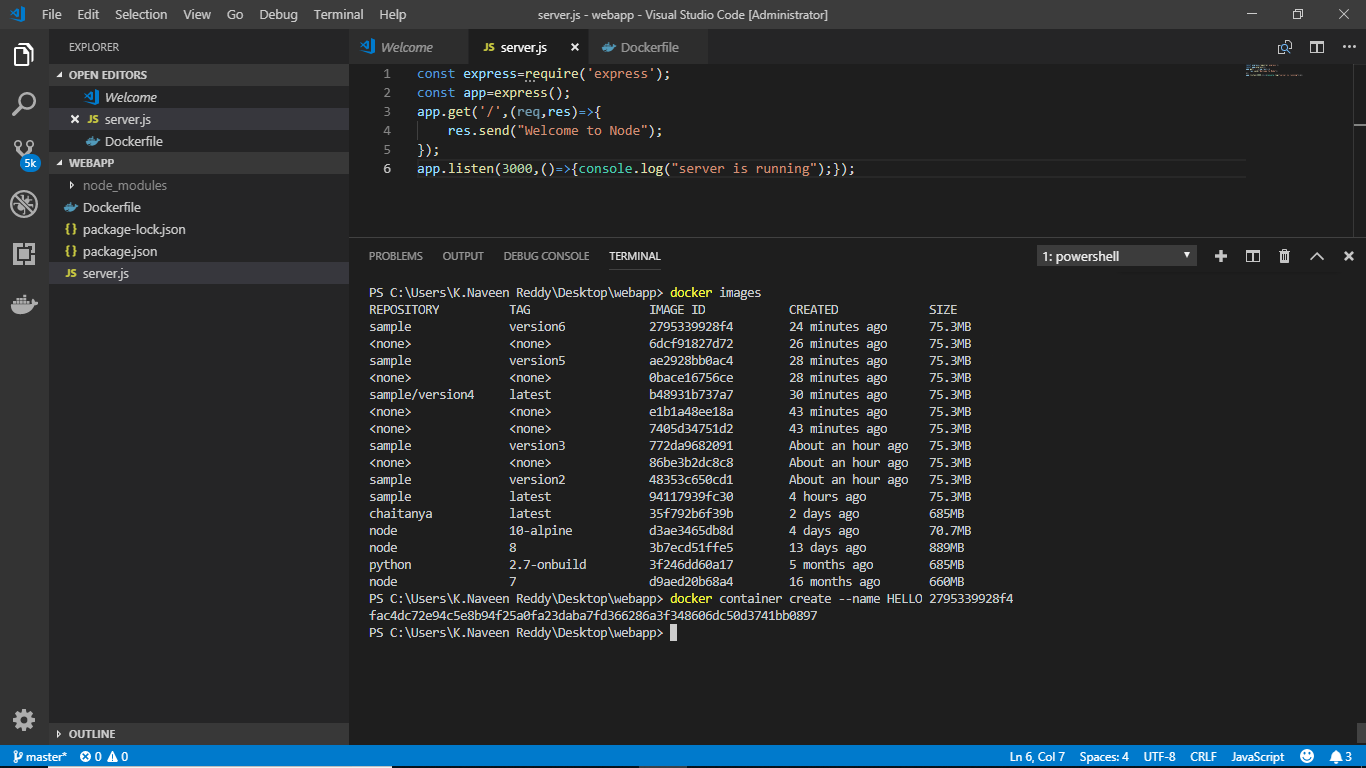 File Edit Selection View Go Debug Terminal Help server.js - webapp - Visual Studio Code [Administrator]
EXPLORER
OPEN EDITORS
Welcome
JS server.js
Dockerfile
5k
WEBAPP
node_modules
Dockerfile
{} package-lock.json
{} package.json
JS server.js
OUTLINE
Welcome JS server.js Dockerfile
1 const express=require('express');
2 const app=express();
3 app.get('/',(req,res)=>{
4 res.send("Welcome to Node");
5 });
6 app.listen(3000,()=>{console.log("server is running");});
PROBLEMS OUTPUT DEBUG CONSOLE TERMINAL 1: powershell
PS C:\Users\K.Naveen Reddy\Desktop\webapp> docker images
REPOSITORY TAG IMAGE ID CREATED SIZE
sample version6 2795339928f4 24 minutes ago 75.3MB
<none> <none> 6dcf91827d72 26 minutes ago 75.3MB
sample version5 ae2928bb0ac4 28 minutes ago 75.3MB
<none> <none> 0bace16756ce 28 minutes ago 75.3MB
sample/version4 latest b48931b737a7 30 minutes ago 75.3MB
<none> <none> e1b1a48ee18a 43 minutes ago 75.3MB
<none> <none> 7405d34751d2 43 minutes ago 75.3MB
sample version3 772da9682091 About an hour ago 75.3MB
<none> <none> 86be3b2dc8c8 About an hour ago 75.3MB
sample version2 48353c650cd1 About an hour ago 75.3MB
sample latest 94117939fc30 4 hours ago 75.3MB
chaitanya latest 35f792b6f39b 2 days ago 685MB
node 10-alpine d3ae3465db8d 4 days ago 70.7MB
node 8 3b7ecd51ffe5 13 days ago 889MB
python 2.7-onbuild 3f246dd60a17 5 months ago 685MB
node 7 d9aed20b68a4 16 months ago 660MB
PS C:\Users\K.Naveen Reddy\Desktop\webapp> docker container create --name HELLO 2795339928f4
fac4dc72e94c5e8b94f25a0fa23daba7fd366286a3f348606dc50d3741bb0897
PS C:\Users\K.Naveen Reddy\Desktop\webapp>
master* 0 0 Ln 6, Col 7 Spaces: 4 UTF-8 CRLF JavaScript 3